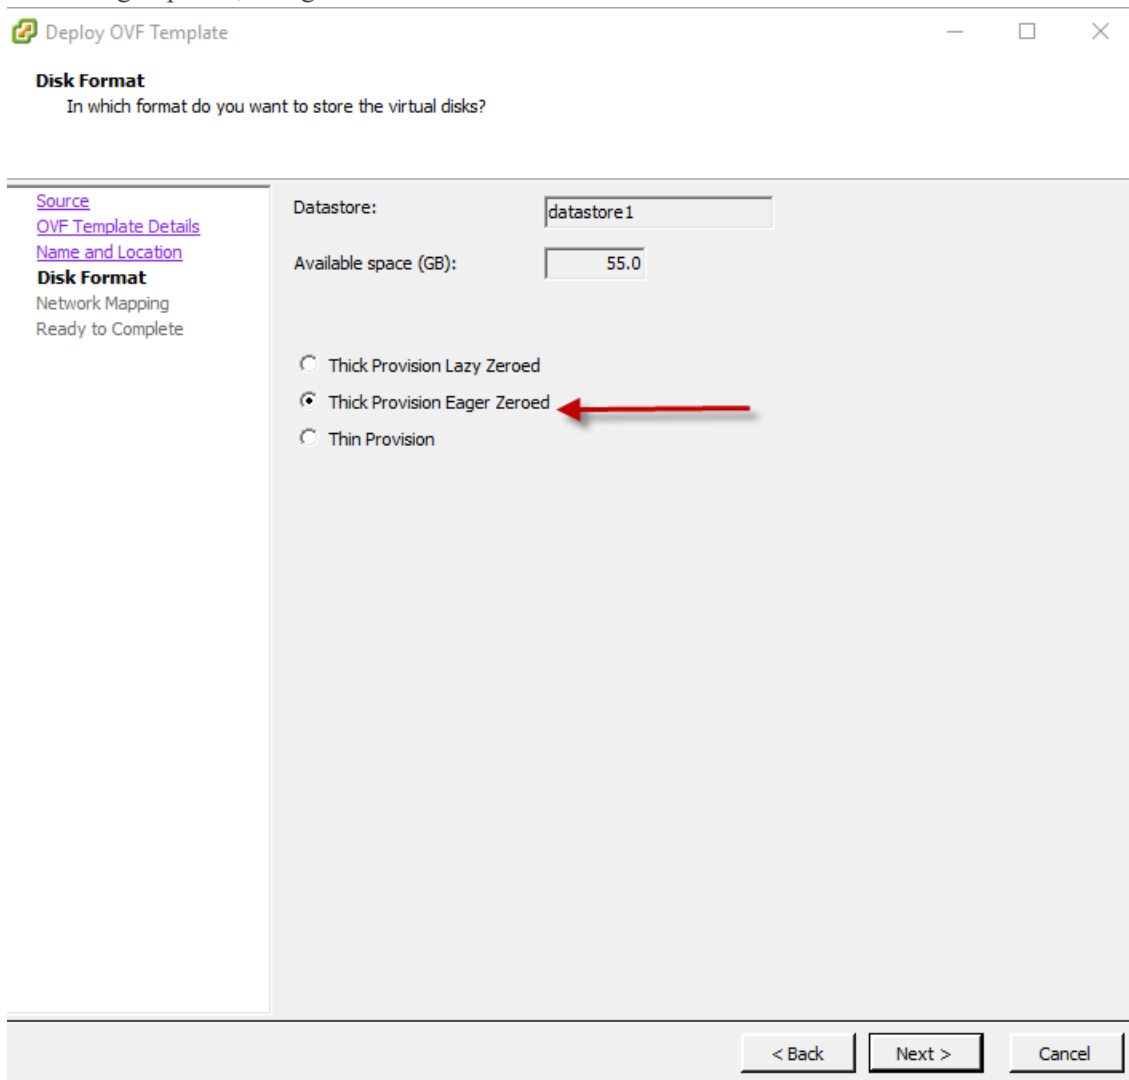 Deploy OVF Template
Disk Format
In which format do you want to store the virtual disks?
Source
OVF Template Details
Name and Location
Disk Format
Network Mapping
Ready to Complete
Datastore:
datastore1
Available space (GB):
55.0
Thick Provision Lazy Zeroed
Thick Provision Eager Zeroed
Thin Provision
< Back
Next >
Cancel